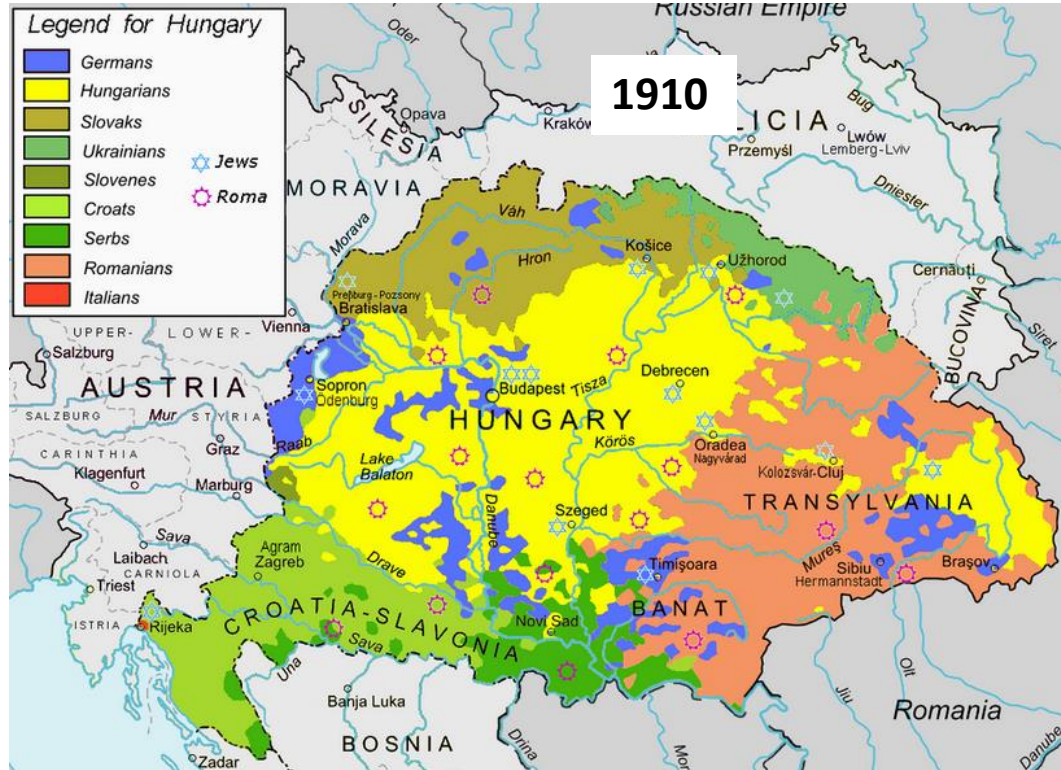 Legend for Hungary
Germans
Hungarians
Slovaks
Ukrainians
Slovenes
Croats
Serbs
Romanians
Italians
Jews
Roma
1910
Russian Empire
Oder
Opava
SILESIA
Kraków
LICIA
Bug
Przemyśl
Lwów
Lemberg-Lviv
Dniester
MORAVIA
Morava
Váh
Hron
Košice
Užhorod
Cernăuți
BUCOVINA
Siret
Preßburg-Pozsony
Bratislava
Vienna
UPPER-
LOWER-
Salzburg
AUSTRIA
SALZBURG
Mur
STYRIA
Graz
CARINTHIA
Klagenfurt
Marburg
Sopron
Ödenburg
Raab
Budapest
Tisza
Debrecen
HUNGARY
Körös
Oradea
Nagyvárad
Kolozsvár-Cluj
Lake
Balaton
Danube
TRANSYLVANIA
Szeged
Mureș
Sibiu
Hermannstadt
Brașov
Timișoara
BANAT
Drave
Sava
Laibach
CARNIOLA
Triest
ISTRIA
Rijeka
Agram
Zagreb
CROATIA-SLAVONIA
Novi Sad
Sava
Una
Banja Luka
BOSNIA
Zadar
Drina
Mor
Jiu
Olt
Romania
Danube